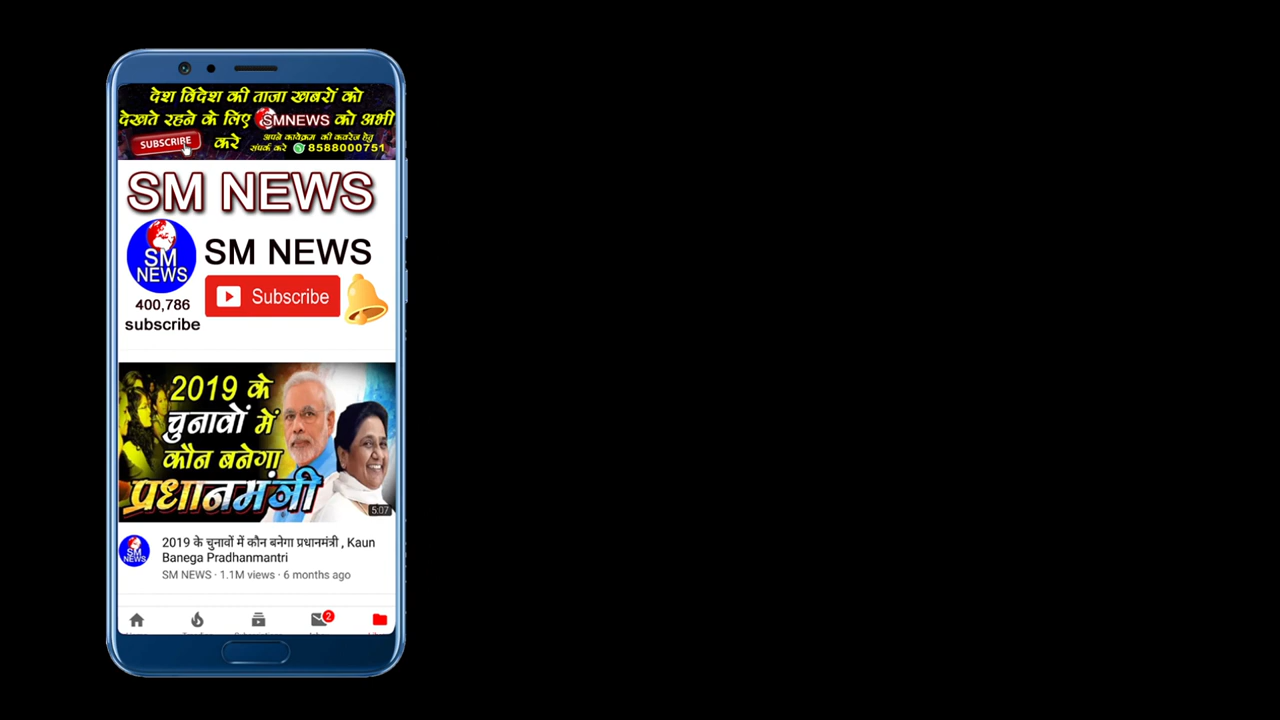 देश विदेश की ताजा खबरों को
देखते रहने के लिए SMNEWS को अभी
SUBSCRIBE करे अपने कार्यक्रम की कवरेज हेतु
संपर्क करे 8588000751
SM NEWS
SM NEWS
SM NEWS
Subscribe
400,786
subscribe
2019 के
चुनावों में
कौन बनेगा
प्रधानमंत्री
5:07
SM NEWS
2019 के चुनावों में कौन बनेगा प्रधानमंत्री , Kaun
Banega Pradhanmantri
SM NEWS · 1.1M views · 6 months ago
2